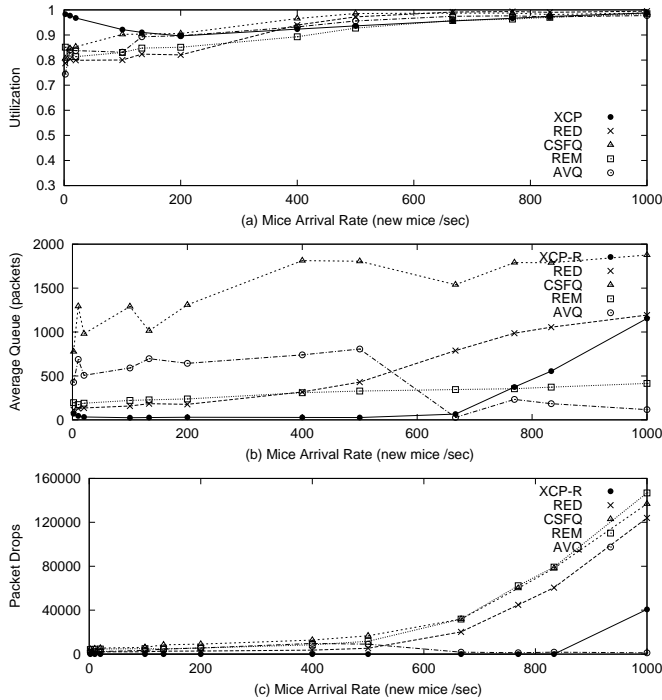 1
0.9
0.8
0.7
0.6
0.5
0.4
0.3
Utilization
XCP
RED
CSFQ
REM
AVQ
0 200 400 600 800 1000
(a) Mice Arrival Rate (new mice /sec)
2000
1500
1000
500
0
Average Queue (packets)
XCP-R
RED
CSFQ
REM
AVQ
0 200 400 600 800 1000
(b) Mice Arrival Rate (new mice /sec)
160000
120000
80000
40000
0
Packet Drops
XCP-R
RED
CSFQ
REM
AVQ
0 200 400 600 800 1000
(c) Mice Arrival Rate (new mice /sec)